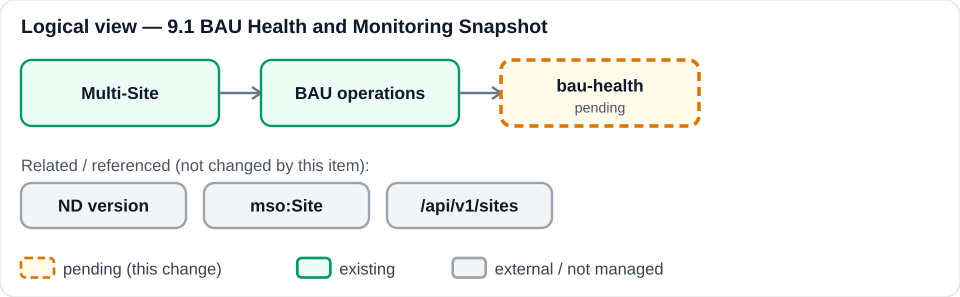 Logical view — 9.1 BAU Health and Monitoring Snapshot
Multi-Site
BAU operations
bau-health
pending
Related / referenced (not changed by this item):
ND version
mso:Site
/api/v1/sites
pending (this change)
existing
external / not managed